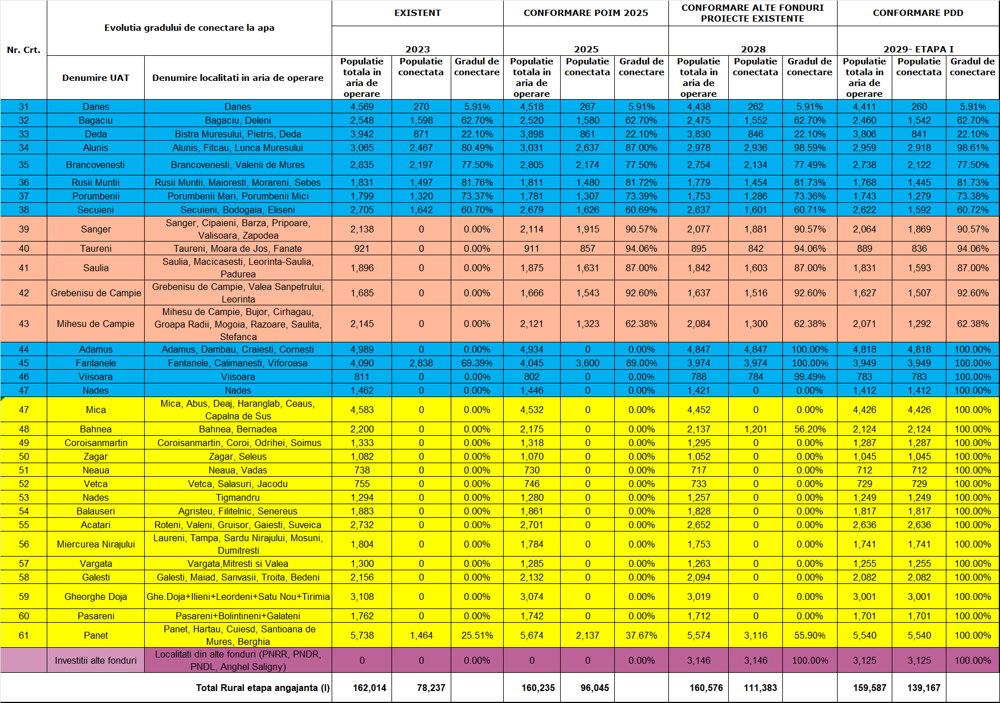 Nr. Crt.
Evolutia gradului de conectare la apa
EXISTENT
CONFORMARE POIM 2025
CONFORMARE ALTE FONDURI
PROIECTE EXISTENTE
CONFORMARE PDD
2023
2025
2028
2029- ETAPA I
Denumire UAT
Denumire localitati in aria de operare
Populatie
totala in
aria de
operare
Populatie
conectata
Gradul de
conectare
Populatie
totala in
aria de
operare
Populatie
conectata
Gradul de
conectare
Populatie
totala in
aria de
operare
Populatie
conectata
Gradul de
conectare
Populatie
totala in
aria de
operare
Populatie
conectata
Gradul de
conectare
31 Danes Danes 4,569 270 5.91% 4,518 267 5.91% 4,438 262 5.91% 4,411 260 5.91%
32 Bagaciu Bagaciu, Deleni 2,548 1,598 62.70% 2,520 1,580 62.70% 2,475 1,552 62.70% 2,460 1,542 62.70%
33 Deda Bistra Muresului, Pietris, Deda 3,942 871 22.10% 3,898 861 22.10% 3,830 846 22.10% 3,806 841 22.10%
34 Alunis Alunis, Fitcau, Lunca Muresului 3,065 2,467 80.49% 3,031 2,637 87.00% 2,978 2,936 98.59% 2,959 2,918 98.61%
35 Brancovenesti Brancovenesti, Valenii de Mures 2,835 2,197 77.50% 2,805 2,174 77.50% 2,754 2,134 77.49% 2,738 2,122 77.50%
36 Rusii Muntii Rusii Muntii, Maioresti, Morareni, Sebes 1,831 1,497 81.76% 1,811 1,480 81.72% 1,779 1,454 81.73% 1,768 1,445 81.73%
37 Porumbenii Porumbenii Mari, Porumbenii Mici 1,799 1,320 73.37% 1,781 1,307 73.39% 1,753 1,286 73.36% 1,743 1,279 73.38%
38 Secuieni Secuieni, Bodogaia, Eliseni 2,705 1,642 60.70% 2,679 1,626 60.69% 2,637 1,601 60.71% 2,622 1,592 60.72%
39 Sanger Sanger, Cipaieni, Barza, Pripoare,
Valisoara, Zapodea 2,138 0 0.00% 2,114 1,915 90.57% 2,077 1,881 90.57% 2,064 1,869 90.57%
40 Taureni Taureni, Moara de Jos, Fanate 921 0 0.00% 911 857 94.06% 895 842 94.06% 889 836 94.06%
41 Saulia Saulia, Macicasesti, Leorinta-Saulia,
Padurea 1,896 0 0.00% 1,875 1,631 87.00% 1,842 1,603 87.00% 1,831 1,593 87.00%
42 Grebenisu de Campie Grebenisu de Campie, Valea Sanpetrului,
Leorinta 1,685 0 0.00% 1,666 1,543 92.60% 1,637 1,516 92.60% 1,627 1,507 92.60%
43 Mihesu de Campie Mihesu de Campie, Bujor, Cirhagau,
Groapa Radii, Mogoia, Razoare, Saulita,
Stefanca 2,145 0 0.00% 2,121 1,323 62.38% 2,084 1,300 62.38% 2,071 1,292 62.38%
44 Adamus Adamus, Dambau, Craiesti, Cornesti 4,989 0 0.00% 4,934 0 0.00% 4,847 4,847 100.00% 4,818 4,818 100.00%
45 Fantanele Fantanele, Calimanesti, Viforoasa 4,090 2,838 69.39% 4,045 3,600 89.00% 3,974 3,974 100.00% 3,949 3,949 100.00%
46 Viisoara Viisoara 811 0 0.00% 802 0 0.00% 788 784 99.49% 783 783 100.00%
47 Nades Nades 1,462 0 0.00% 1,446 0 0.00% 1,421 0 0.00% 1,412 1,412 100.00%
47 Mica Mica, Abus, Deaj, Haranglab, Ceaus,
Capalna de Sus 4,583 0 0.00% 4,532 0 0.00% 4,452 0 0.00% 4,426 4,426 100.00%
48 Bahnea Bahnea, Bernadea 2,200 0 0.00% 2,175 0 0.00% 2,137 1,201 56.20% 2,124 2,124 100.00%
49 Coroisanmartin Coroisanmartin, Coroi, Odrihei, Soimus 1,333 0 0.00% 1,318 0 0.00% 1,295 0 0.00% 1,287 1,287 100.00%
50 Zagar Zagar, Seleus 1,082 0 0.00% 1,070 0 0.00% 1,052 0 0.00% 1,045 1,045 100.00%
51 Neaua Neaua, Vadas 738 0 0.00% 730 0 0.00% 717 0 0.00% 712 712 100.00%
52 Vetca Vetca, Salasuri, Jacodu 755 0 0.00% 746 0 0.00% 733 0 0.00% 729 729 100.00%
53 Nades Tigmandru 1,294 0 0.00% 1,280 0 0.00% 1,257 0 0.00% 1,249 1,249 100.00%
54 Balauseri Agristeu, Filitelnic, Senereus 1,883 0 0.00% 1,861 0 0.00% 1,828 0 0.00% 1,817 1,817 100.00%
55 Acatari Roteni, Valeni, Gruisor, Gaiesti, Suveica 2,732 0 0.00% 2,701 0 0.00% 2,652 0 0.00% 2,636 2,636 100.00%
56 Miercurea Nirajului Laureni, Tampa, Sardu Nirajului, Mosuni,
Dumitresti 1,804 0 0.00% 1,784 0 0.00% 1,753 0 0.00% 1,741 1,741 100.00%
57 Vargata Vargata,Mitresti si Valea 1,300 0 0.00% 1,285 0 0.00% 1,263 0 0.00% 1,255 1,255 100.00%
58 Galesti Galesti, Maiad, Sanvasii, Troita, Bedeni 2,156 0 0.00% 2,132 0 0.00% 2,094 0 0.00% 2,082 2,082 100.00%
59 Gheorghe Doja Ghe.Doja+Ilieni+Leordeni+Satu Nou+Tirimia 3,108 0 0.00% 3,074 0 0.00% 3,019 0 0.00% 3,001 3,001 100.00%
60 Pasareni Pasareni+Bolintineni+Galateni 1,762 0 0.00% 1,742 0 0.00% 1,712 0 0.00% 1,701 1,701 100.00%
61 Panet Panet, Hartau, Cuiesd, Santioana de
Mures, Berghia 5,738 1,464 25.51% 5,674 2,137 37.67% 5,574 3,116 55.90% 5,540 5,540 100.00%
Investitii alte fonduri Localitati din alte fonduri (PNRR, PNDR,
PNDL, Anghel Saligny) 0 0 0.00% 0 0 0.00% 3,146 3,146 100.00% 3,125 3,125 100.00%
Total Rural etapa angajanta (I) 162,014 78,237 160,235 96,045 160,576 111,383 159,587 139,167